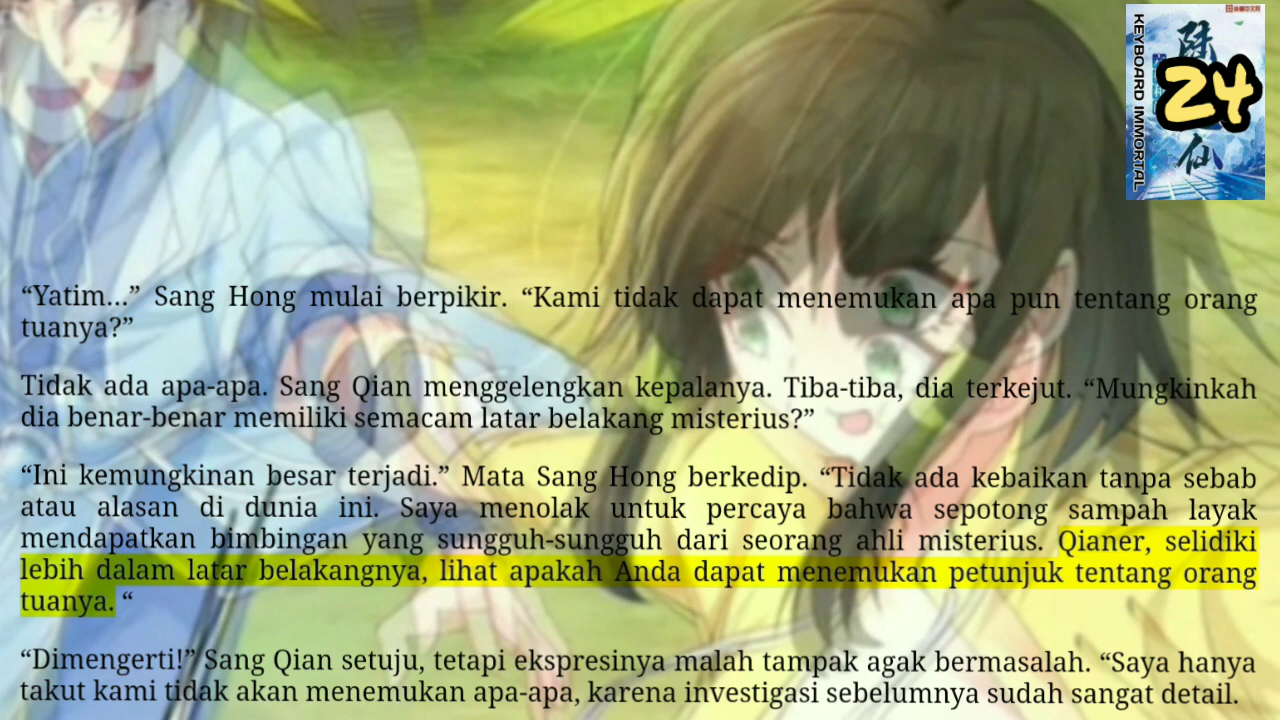 KEYBOARD IMMORTAL
24
仙
“Yatim...” Sang Hong mulai berpikir. “Kami tidak dapat menemukan apa pun tentang orang
tuanya?”
Tidak ada apa-apa. Sang Qian menggelengkan kepalanya. Tiba-tiba, dia terkejut. “Mungkinkah
dia benar-benar memiliki semacam latar belakang misterius?”
“Ini kemungkinan besar terjadi.” Mata Sang Hong berkedip. “Tidak ada kebaikan tanpa sebab
atau alasan di dunia ini. Saya menolak untuk percaya bahwa sepotong sampah layak
mendapatkan bimbingan yang sungguh-sungguh dari seorang ahli misterius. Qianer, selidiki
lebih dalam latar belakangnya, lihat apakah Anda dapat menemukan petunjuk tentang orang
tuanya. “
“Dimengerti!” Sang Qian setuju, tetapi ekspresinya malah tampak agak bermasalah. “Saya hanya
takut kami tidak akan menemukan apa-apa, karena investigasi sebelumnya sudah sangat detail.